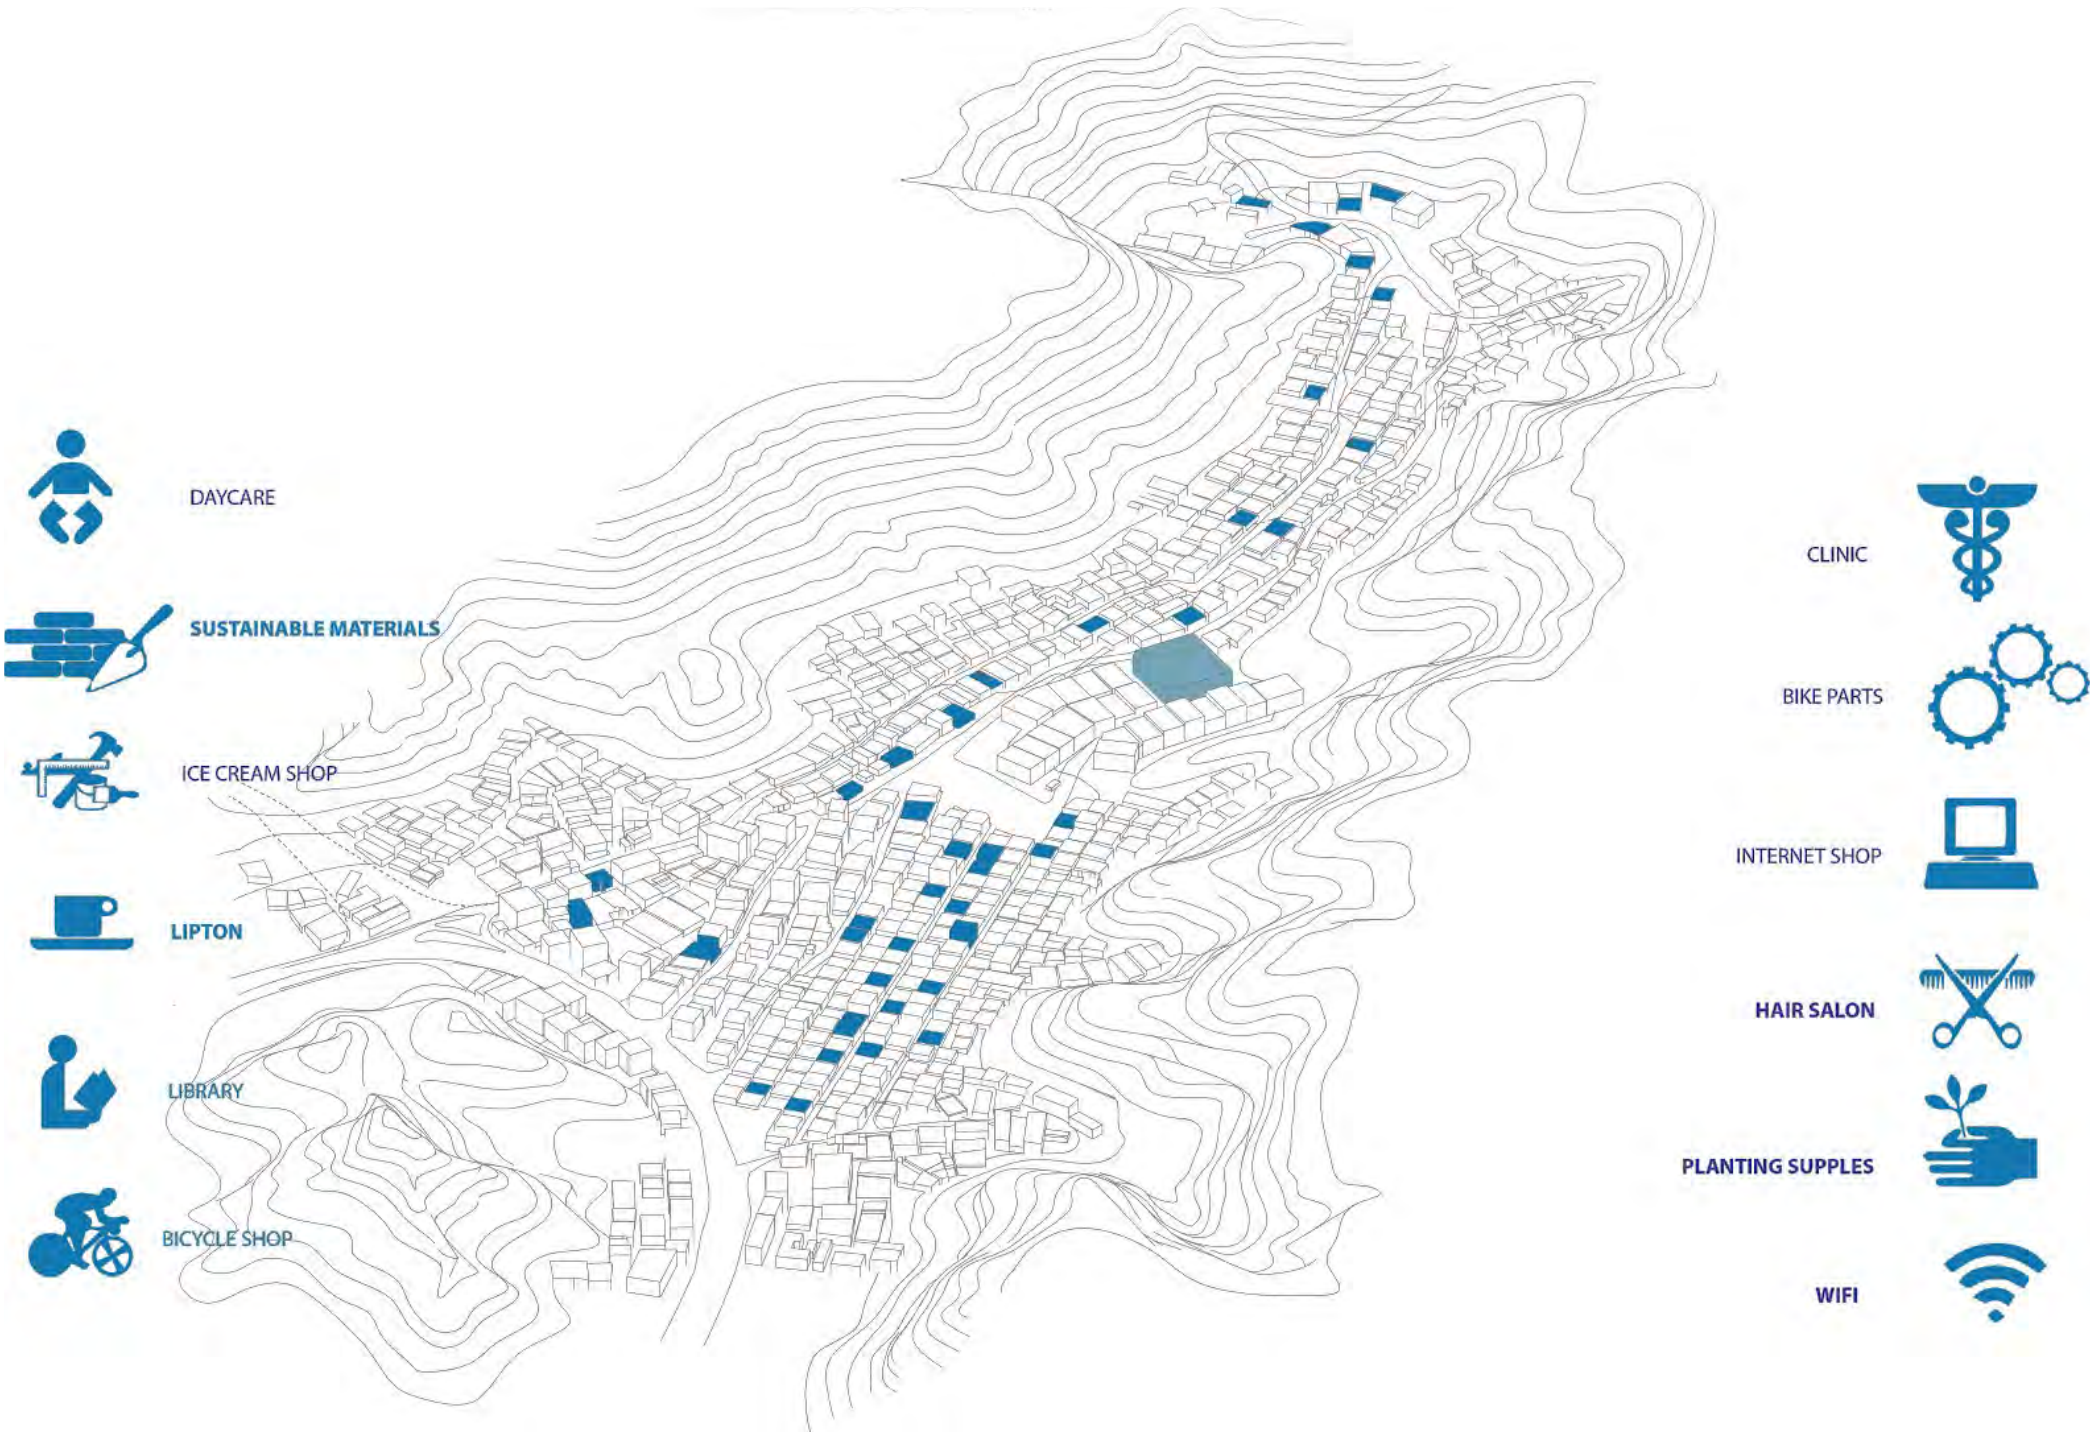 DAYCARE
SUSTAINABLE MATERIALS
ICE CREAM SHOP
LIPTON
LIBRARY
BICYCLE SHOP
CLINIC
BIKE PARTS
INTERNET SHOP
HAIR SALON
PLANTING SUPPLES
WIFI